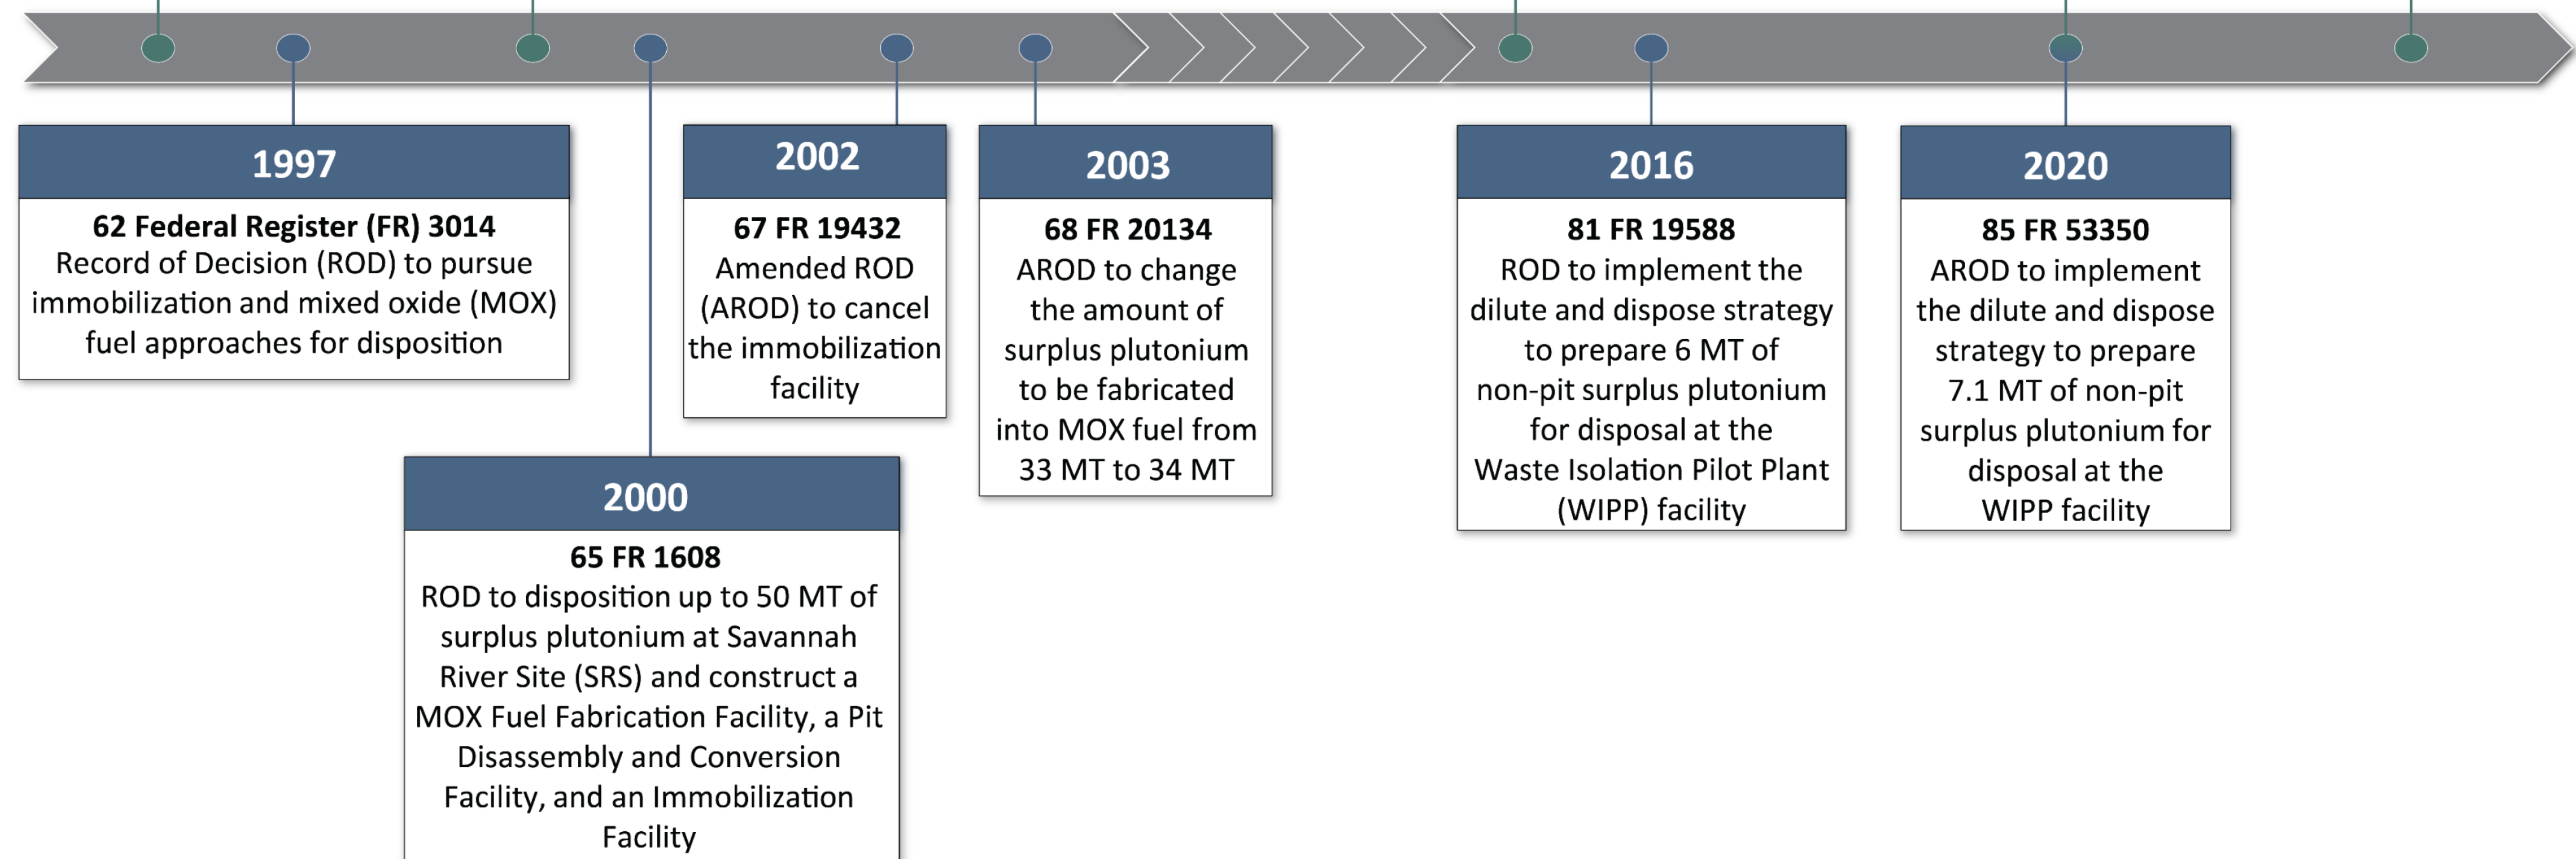 1997
62 Federal Register (FR) 3014
Record of Decision (ROD) to pursue
immobilization and mixed oxide (MOX)
fuel approaches for disposition
2000
65 FR 1608
ROD to disposition up to 50 MT of
surplus plutonium at Savannah
River Site (SRS) and construct a
MOX Fuel Fabrication Facility, a Pit
Disassembly and Conversion
Facility, and an Immobilization
Facility
2002
67 FR 19432
Amended ROD
(AROD) to cancel
the immobilization
facility
2003
68 FR 20134
AROD to change
the amount of
surplus plutonium
to be fabricated
into MOX fuel from
33 MT to 34 MT
2016
81 FR 19588
ROD to implement the
dilute and dispose strategy
to prepare 6 MT of
non-pit surplus plutonium
for disposal at the
Waste Isolation Pilot Plant
(WIPP) facility
2020
85 FR 53350
AROD to implement
the dilute and dispose
strategy to prepare
7.1 MT of non-pit
surplus plutonium for
disposal at the
WIPP facility